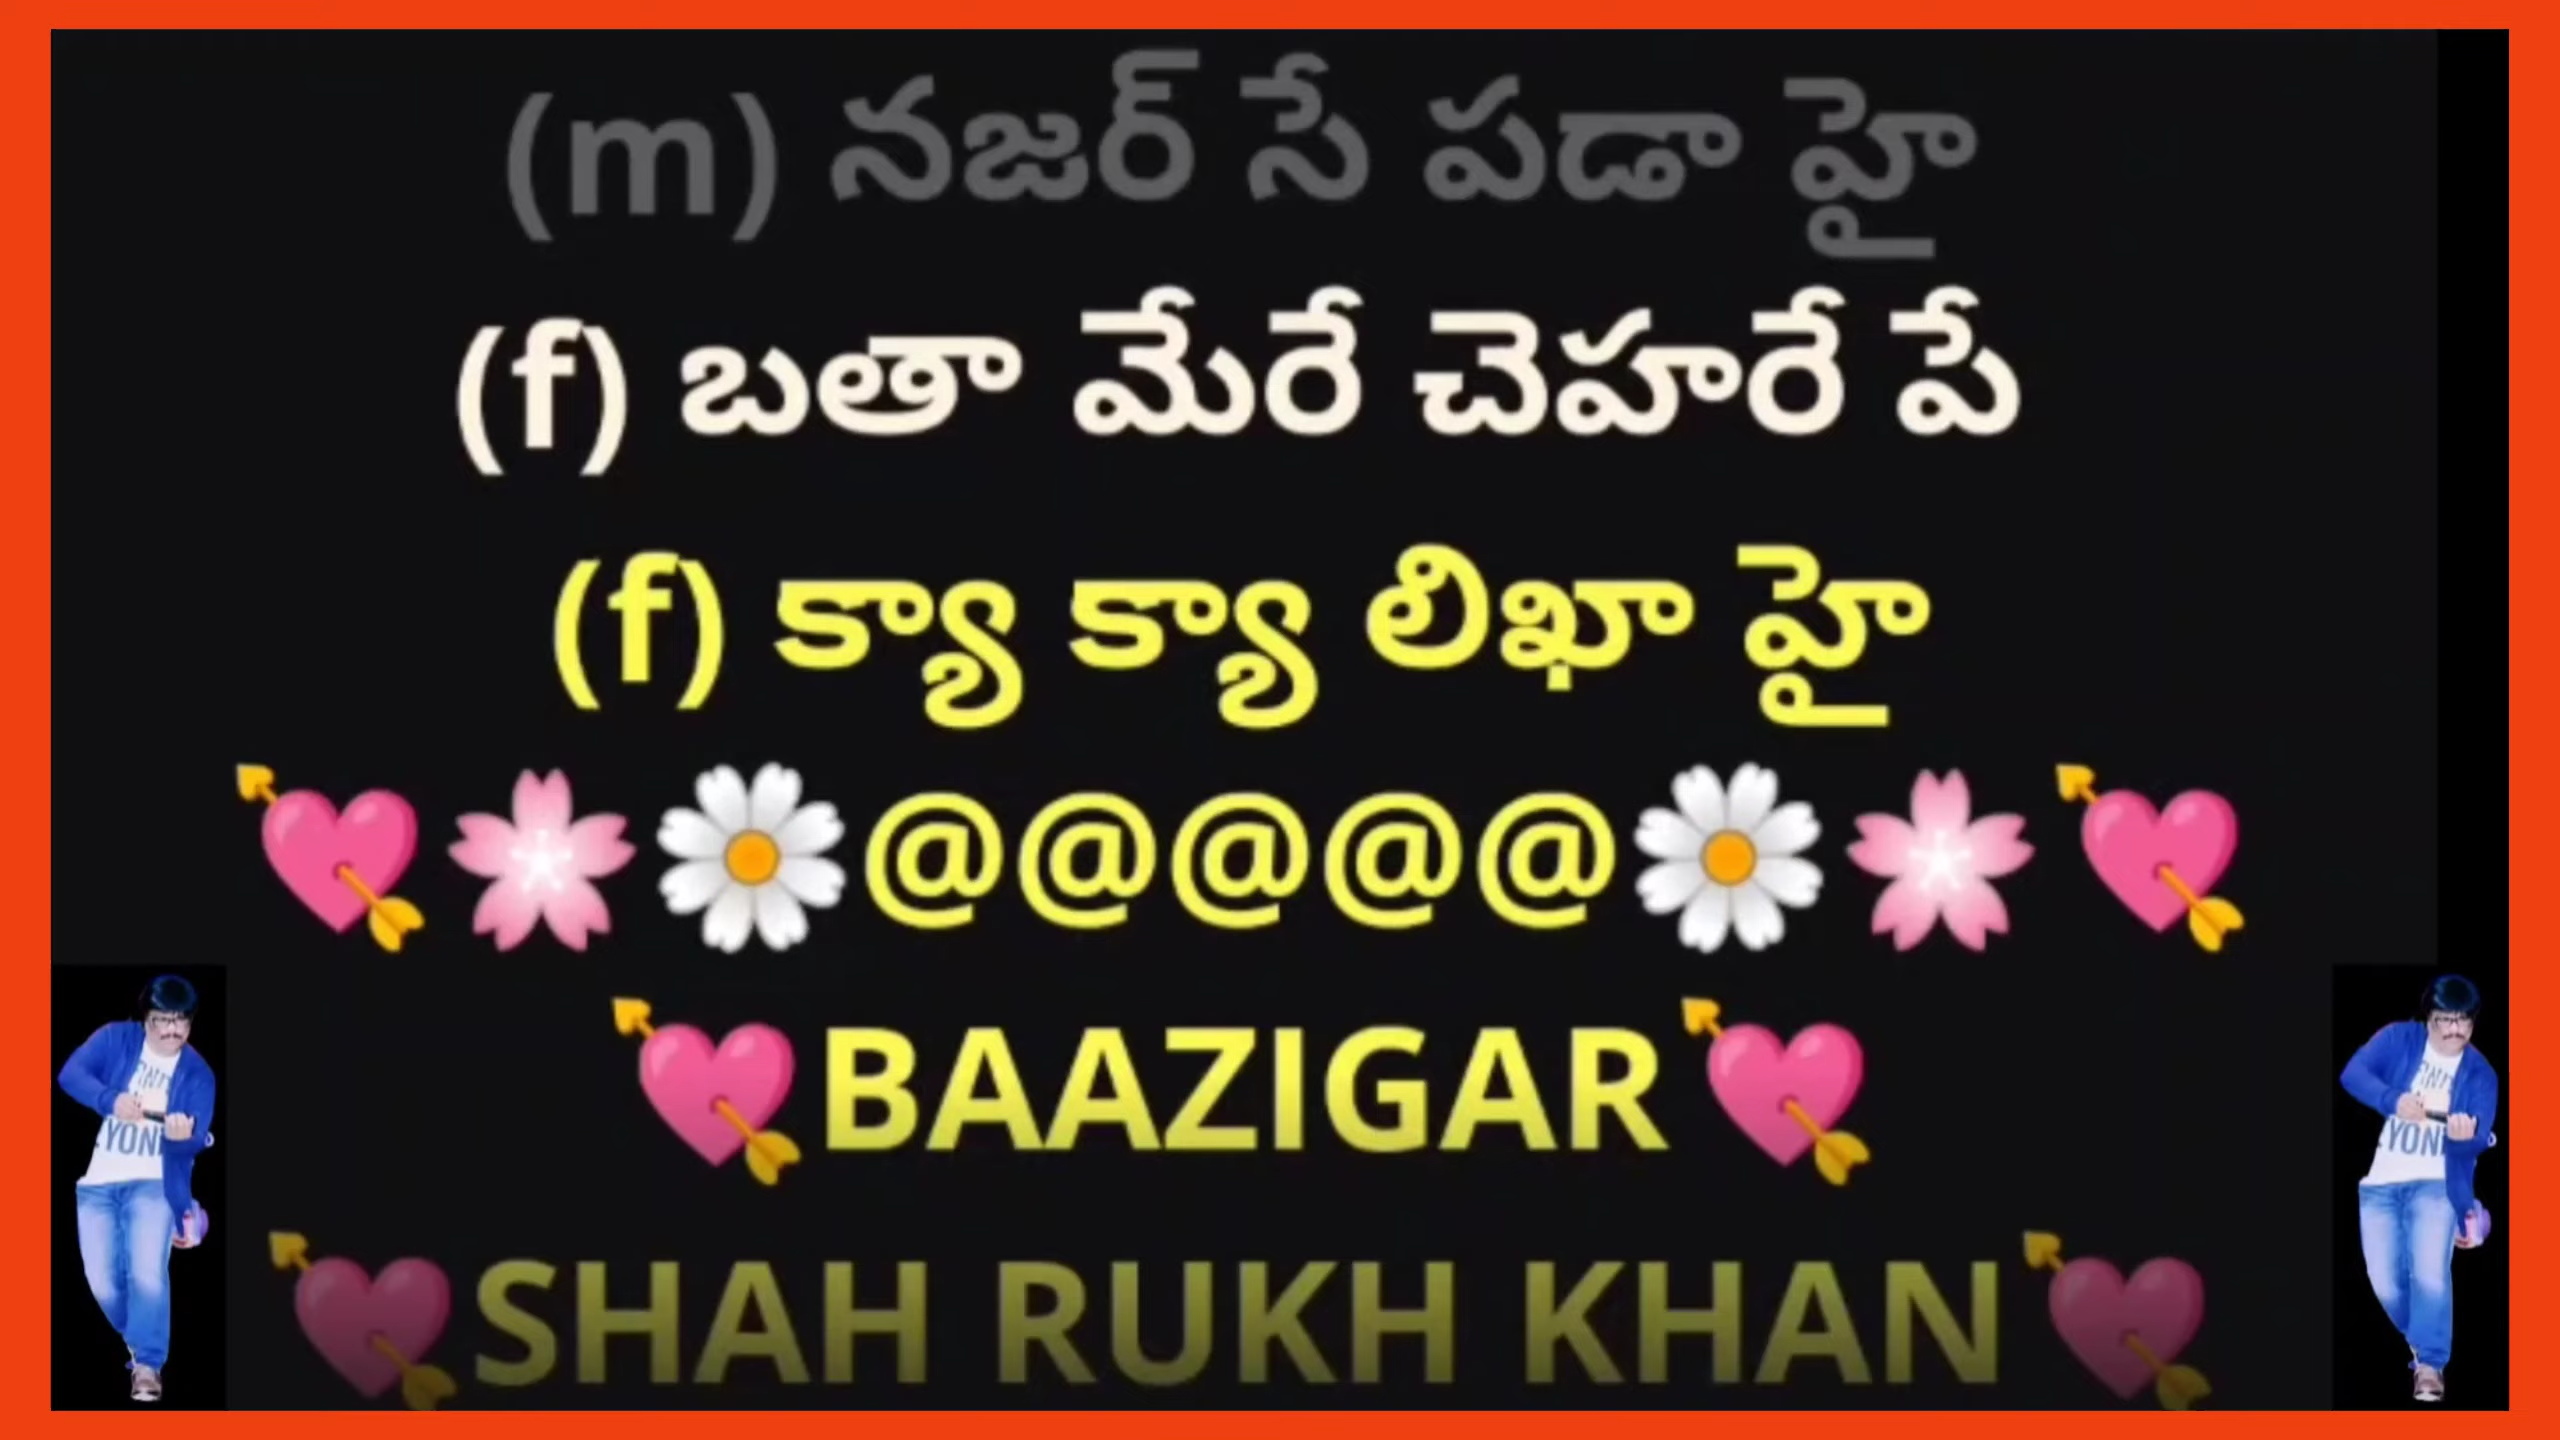 (m) నజర్ సే పడా హై
(f) బతా మేరే చెహరే పే
(f) క్యా క్యా లిఖా హై
💘🌸🌼@@@@@🌼🌸💘
💘BAAZIGAR💘
💘SHAH RUKH KHAN💘